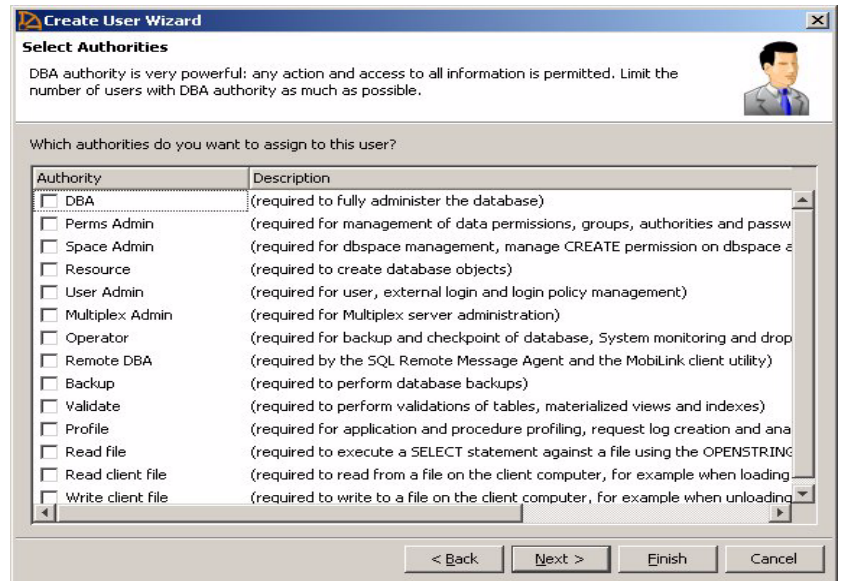 Create User Wizard
Select Authorities
DBA authority is very powerful: any action and access to all information is permitted. Limit the
number of users with DBA authority as much as possible.
Which authorities do you want to assign to this user?
Authority Description
DBA (required to fully administer the database)
Perms Admin (required for management of data permissions, groups, authorities and passw
Space Admin (required for dbspace management, manage CREATE permission on dbspace a
Resource (required to create database objects)
User Admin (required for user, external login and login policy management)
Multiplex Admin (required for Multiplex server administration)
Operator (required for backup and checkpoint of database, System monitoring and drop
Remote DBA (required by the SQL Remote Message Agent and the MobiLink client utility)
Backup (required to perform database backups)
Validate (required to perform validations of tables, materialized views and indexes)
Profile (required for application and procedure profiling, request log creation and ana
Read file (required to execute a SELECT statement against a file using the OPENSTRING
Read client file (required to read from a file on the client computer, for example when loading
Write client file (required to write to a file on the client computer, for example when unloading
< Back Next > Finish Cancel